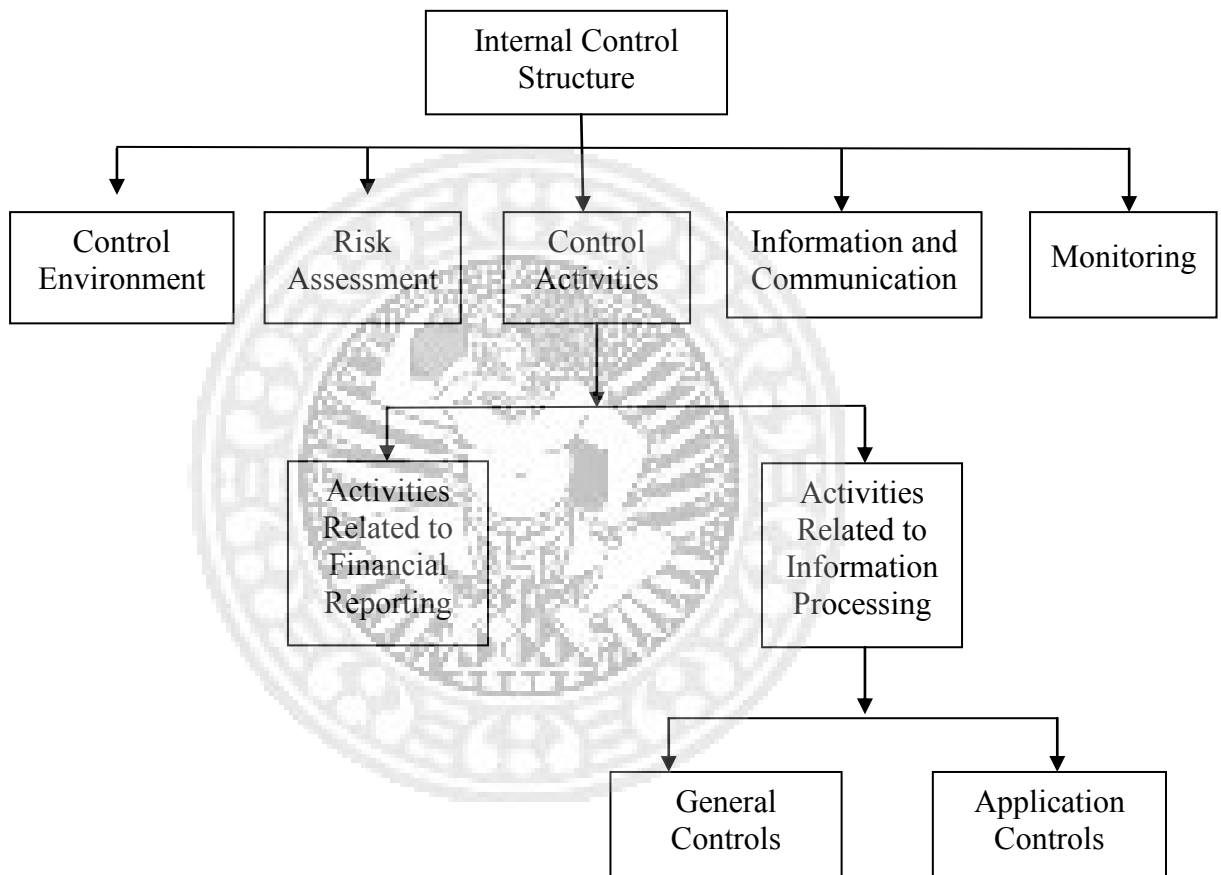 Internal Control
Structure
Control
Environment
Risk
Assessment
Control
Activities
Information and
Communication
Monitoring
Activities
Related to
Financial
Reporting
Activities
Related to
Information
Processing
General
Controls
Application
Controls